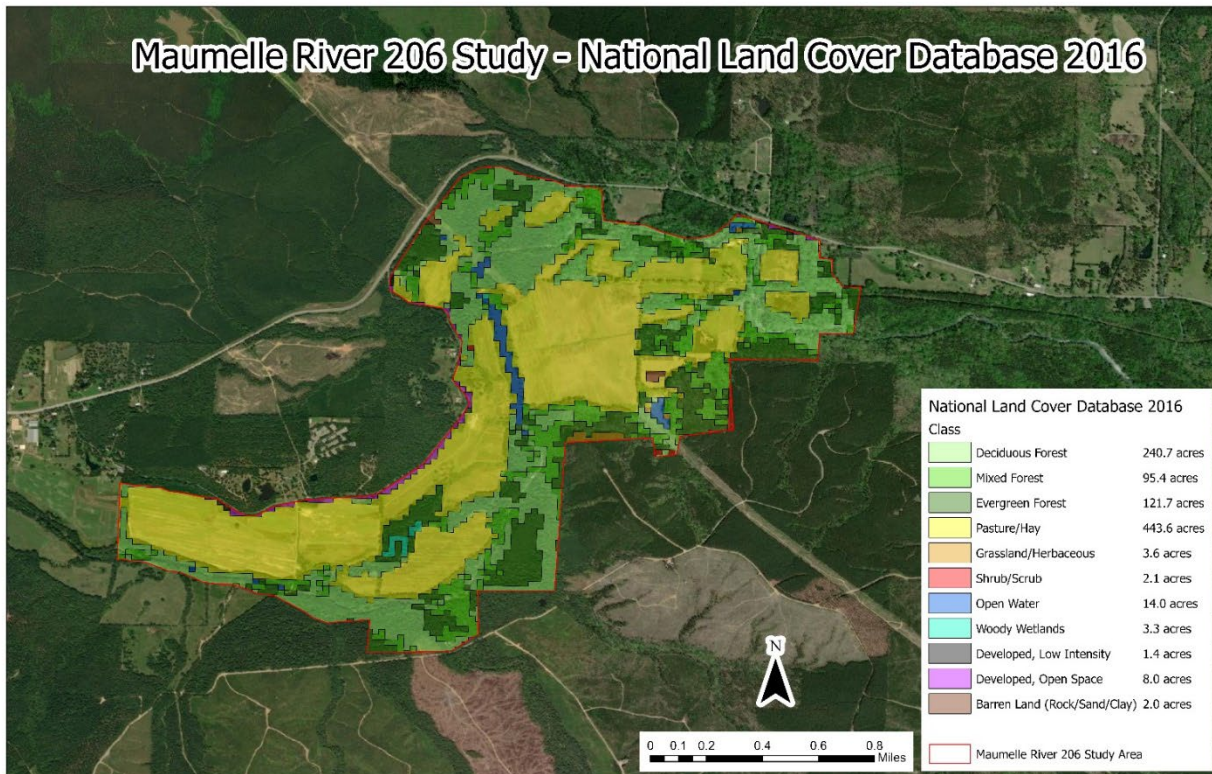 Maumelle River 206 Study - National Land Cover Database 2016
N
0 0.1 0.2 0.4 0.6 0.8
Miles
National Land Cover Database 2016
Class
Deciduous Forest 240.7 acres
Mixed Forest 95.4 acres
Evergreen Forest 121.7 acres
Pasture/Hay 443.6 acres
Grassland/Herbaceous 3.6 acres
Shrub/Scrub 2.1 acres
Open Water 14.0 acres
Woody Wetlands 3.3 acres
Developed, Low Intensity 1.4 acres
Developed, Open Space 8.0 acres
Barren Land (Rock/Sand/Clay) 2.0 acres
Maumelle River 206 Study Area